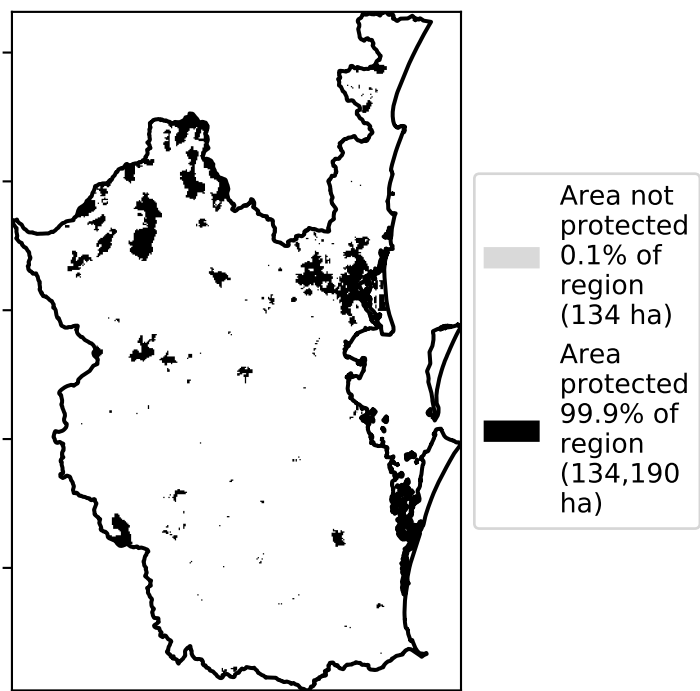 Area not
protected
0.1% of
region
(134 ha)
Area
protected
99.9% of
region
(134,190
ha)